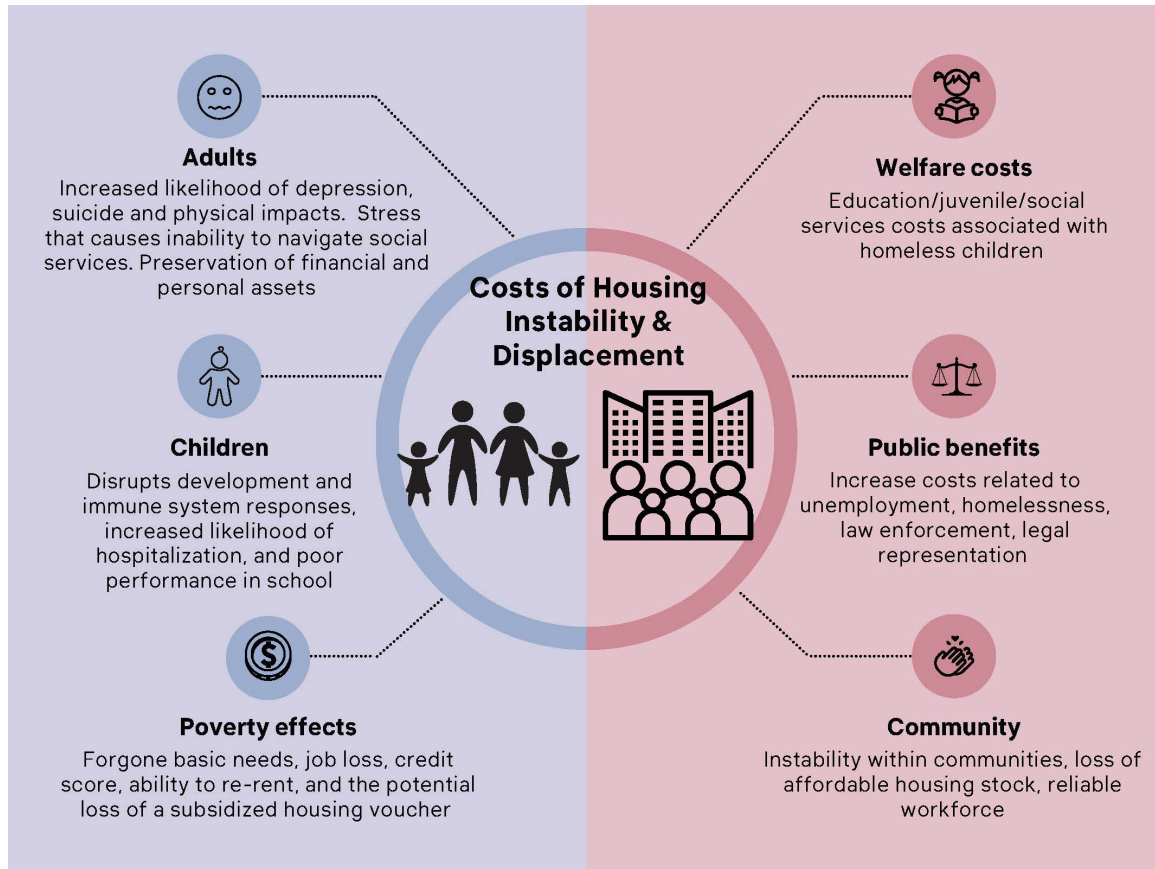 Costs of Housing
Instability &
Displacement
Adults
Increased likelihood of depression,
suicide and physical impacts.  Stress
that causes inability to navigate social
services. Preservation of financial and
personal assets
Children
Disrupts development and
immune system responses,
increased likelihood of
hospitalization, and poor
performance in school
Poverty effects
Forgone basic needs, job loss, credit
score, ability to re-rent, and the potential
loss of a subsidized housing voucher
Welfare costs
Education/juvenile/social
services costs associated with
homeless children
Public benefits
Increase costs related to
unemployment, homelessness,
law enforcement, legal
representation
Community
Instability within communities, loss of
affordable housing stock, reliable
workforce
$